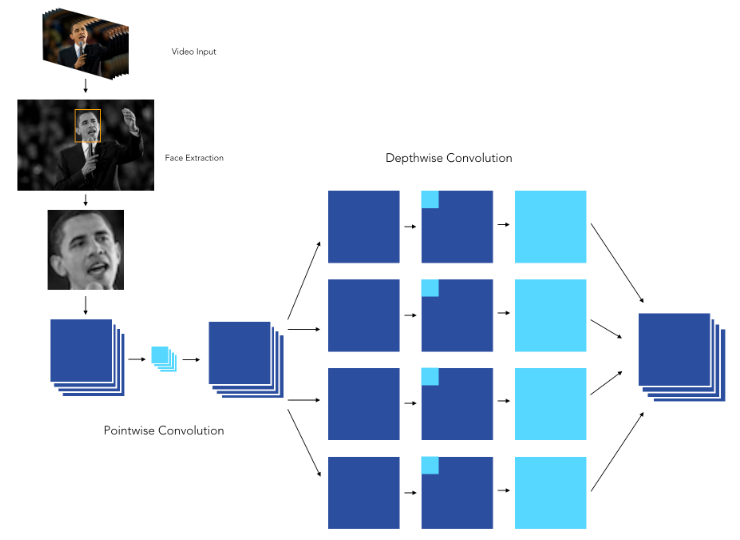 Video Input
Face Extraction
Depthwise Convolution
Pointwise Convolution